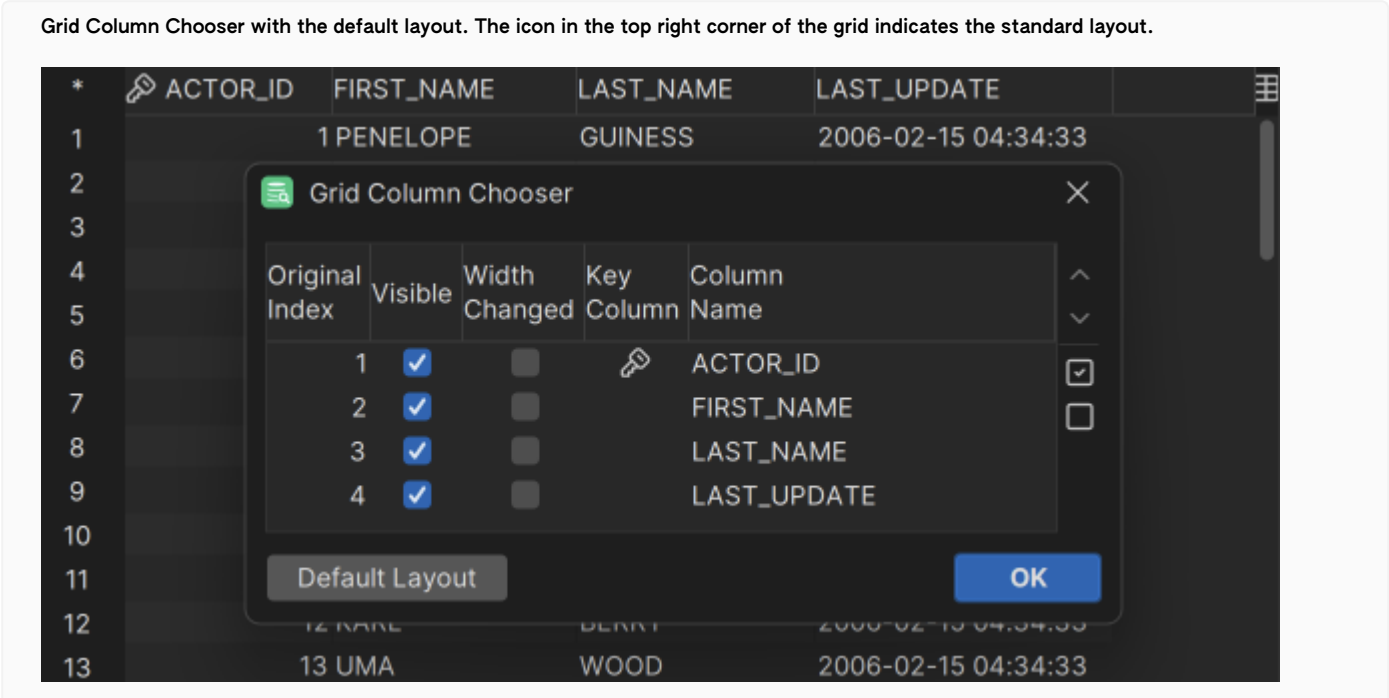 Grid Column Chooser with the default layout. The icon in the top right corner of the grid indicates the standard layout.
* ACTOR_ID FIRST_NAME LAST_NAME LAST_UPDATE
1 1 PENELOPE GUINESS 2006-02-15 04:34:33
2
Grid Column Chooser
3
4
Original Index Visible Width Changed Key Column Column Name
5
6 1 ACTOR_ID
7 2 FIRST_NAME
8 3 LAST_NAME
9 4 LAST_UPDATE
10
11 Default Layout OK
12
13 13 UMA WOOD 2006-02-15 04:34:33